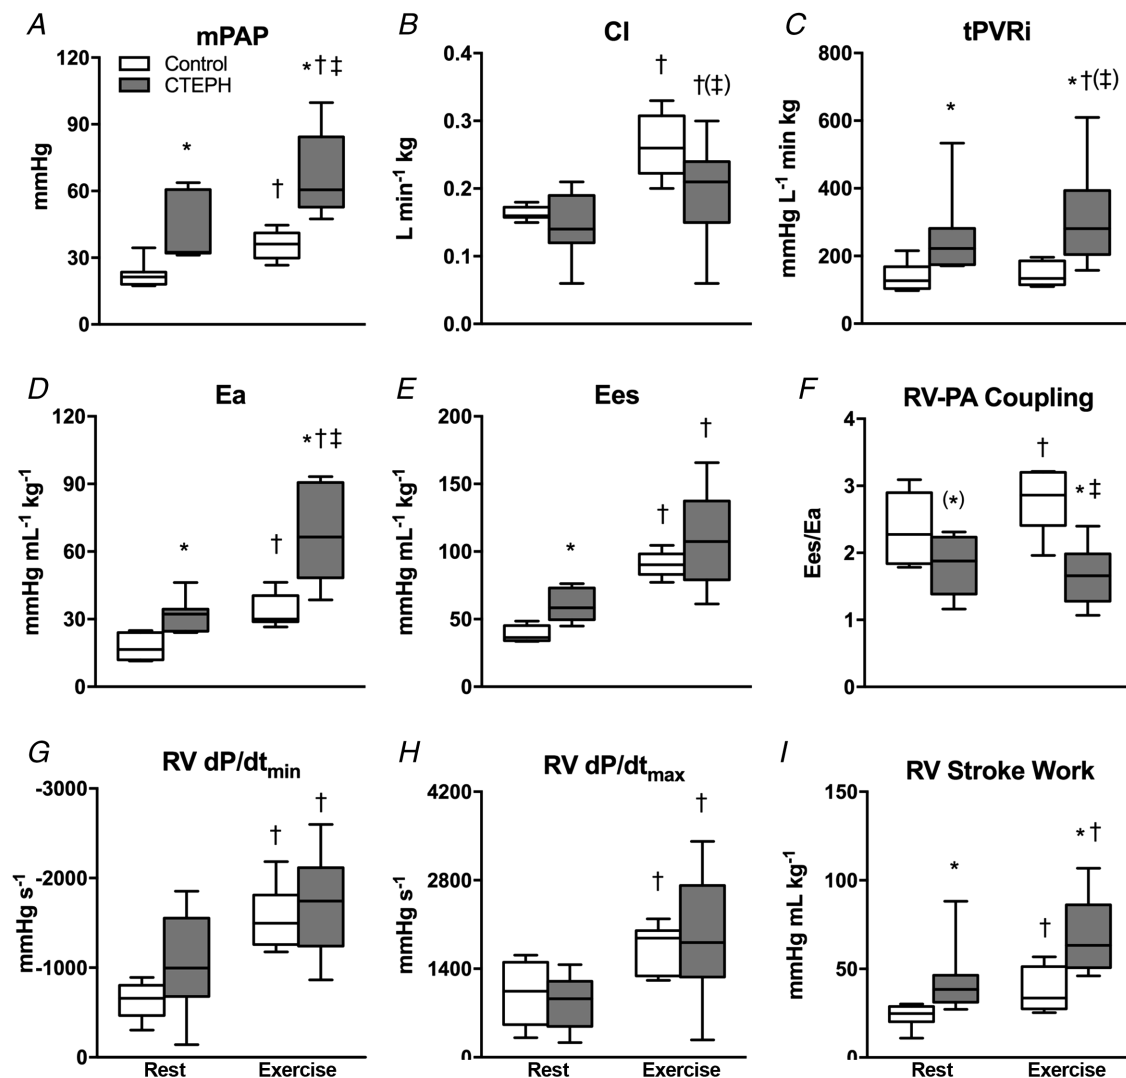 A
mPAP
Control
CTEPH
120
90
60
30
0
mmHg
*
†
*†‡
B
CI
0.4
0.3
0.2
0.1
0.0
L min⁻¹ kg
†
†(‡)
C
tPVRi
800
600
400
200
0
mmHg L⁻¹ min kg
*
*†(‡)
D
Ea
120
90
60
30
0
mmHg mL⁻¹ kg⁻¹
*
†
*†‡
E
Ees
200
150
100
50
0
mmHg mL⁻¹ kg⁻¹
*
†
†
F
RV-PA Coupling
4
3
2
1
0
Ees/Ea
(*)
†
*‡
G
RV dP/dtmin
-3000
-2000
-1000
0
mmHg s⁻¹
†
†
Rest
Exercise
H
RV dP/dtmax
4200
2800
1400
0
mmHg s⁻¹
†
†
Rest
Exercise
I
RV Stroke Work
150
100
50
0
mmHg mL kg⁻¹
*
†
*†
Rest
Exercise